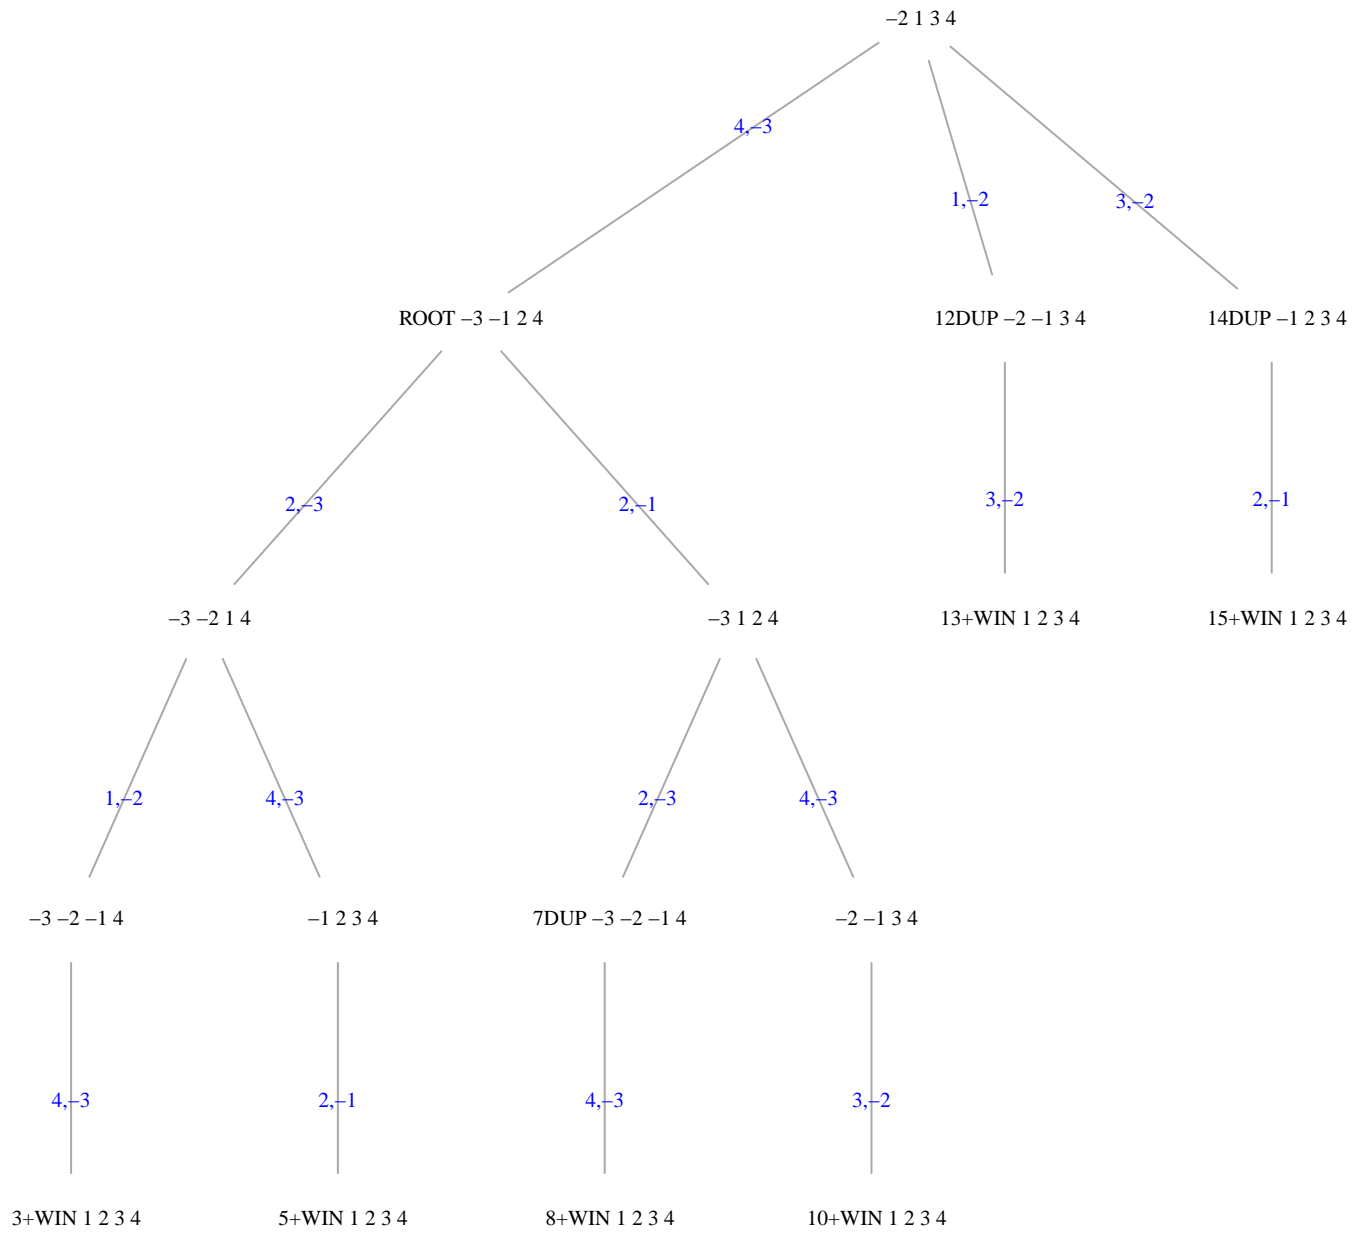 −2 1 3 4
4,−3
1,−2
3,−2
ROOT −3 −1 2 4
12DUP −2 −1 3 4
14DUP −1 2 3 4
2,−3
2,−1
3,−2
2,−1
−3 −2 1 4
−3 1 2 4
13+WIN 1 2 3 4
15+WIN 1 2 3 4
1,−2
4,−3
2,−3
4,−3
−3 −2 −1 4
−1 2 3 4
7DUP −3 −2 −1 4
−2 −1 3 4
4,−3
2,−1
4,−3
3,−2
3+WIN 1 2 3 4
5+WIN 1 2 3 4
8+WIN 1 2 3 4
10+WIN 1 2 3 4